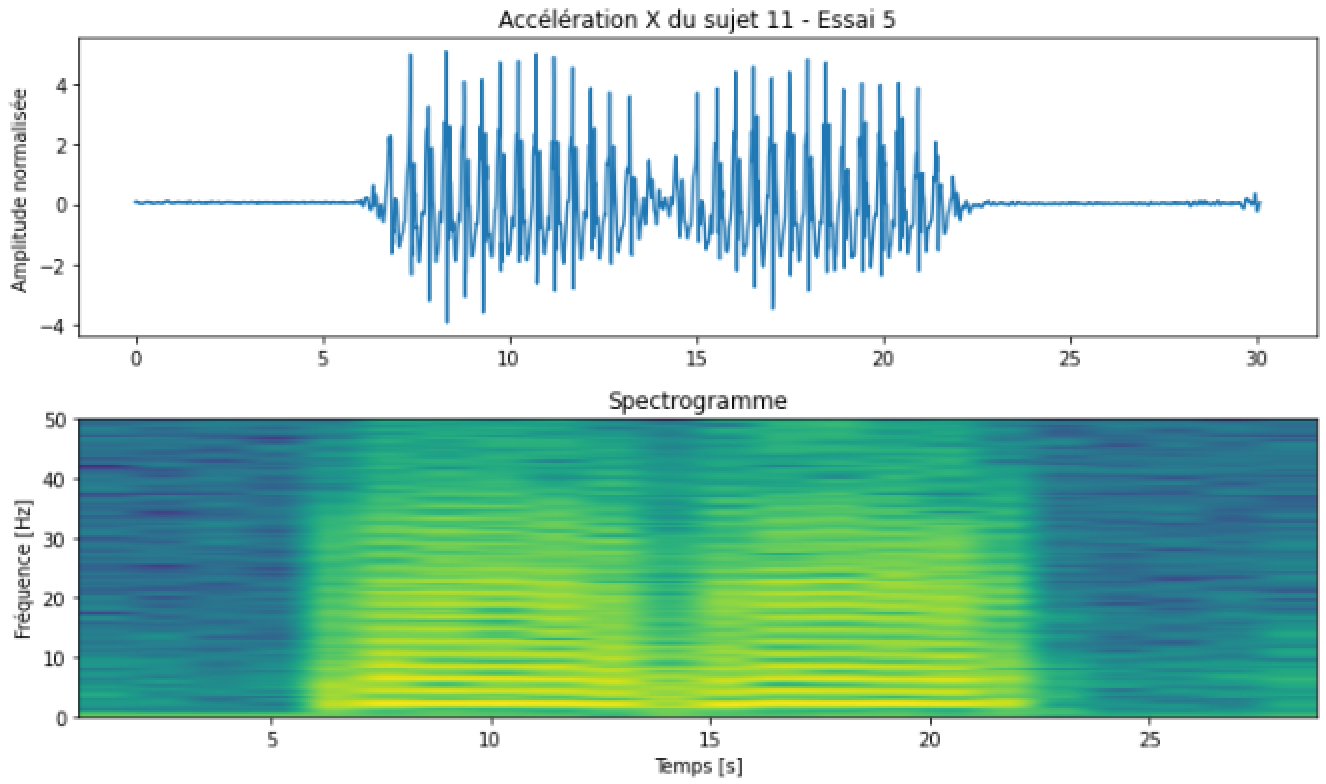 Accélération X du sujet 11 - Essai 5
Amplitude normalisée
4
2
0
−2
−4
0 5 10 15 20 25 30
Spectrogramme
Fréquence [Hz]
50
40
30
20
10
0
5 10 15 20 25
Temps [s]